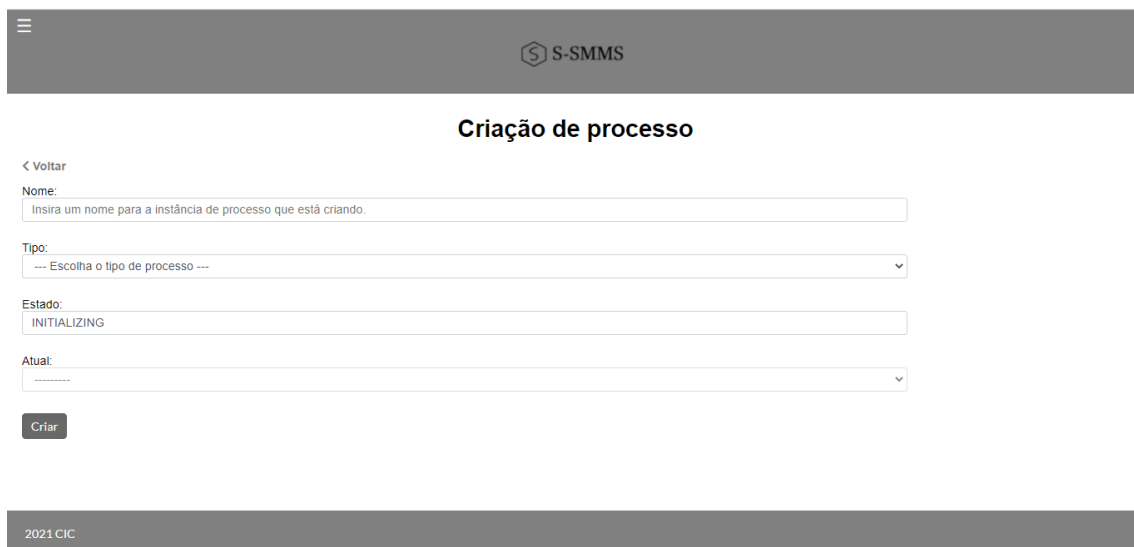 S-SMMS
Criação de processo
Voltar
Nome:
Insira um nome para a instância de processo que está criando.
Tipo:
--- Escolha o tipo de processo ---
Estado:
INITIALIZING
Atual:
---------
Criar
2021 CIC